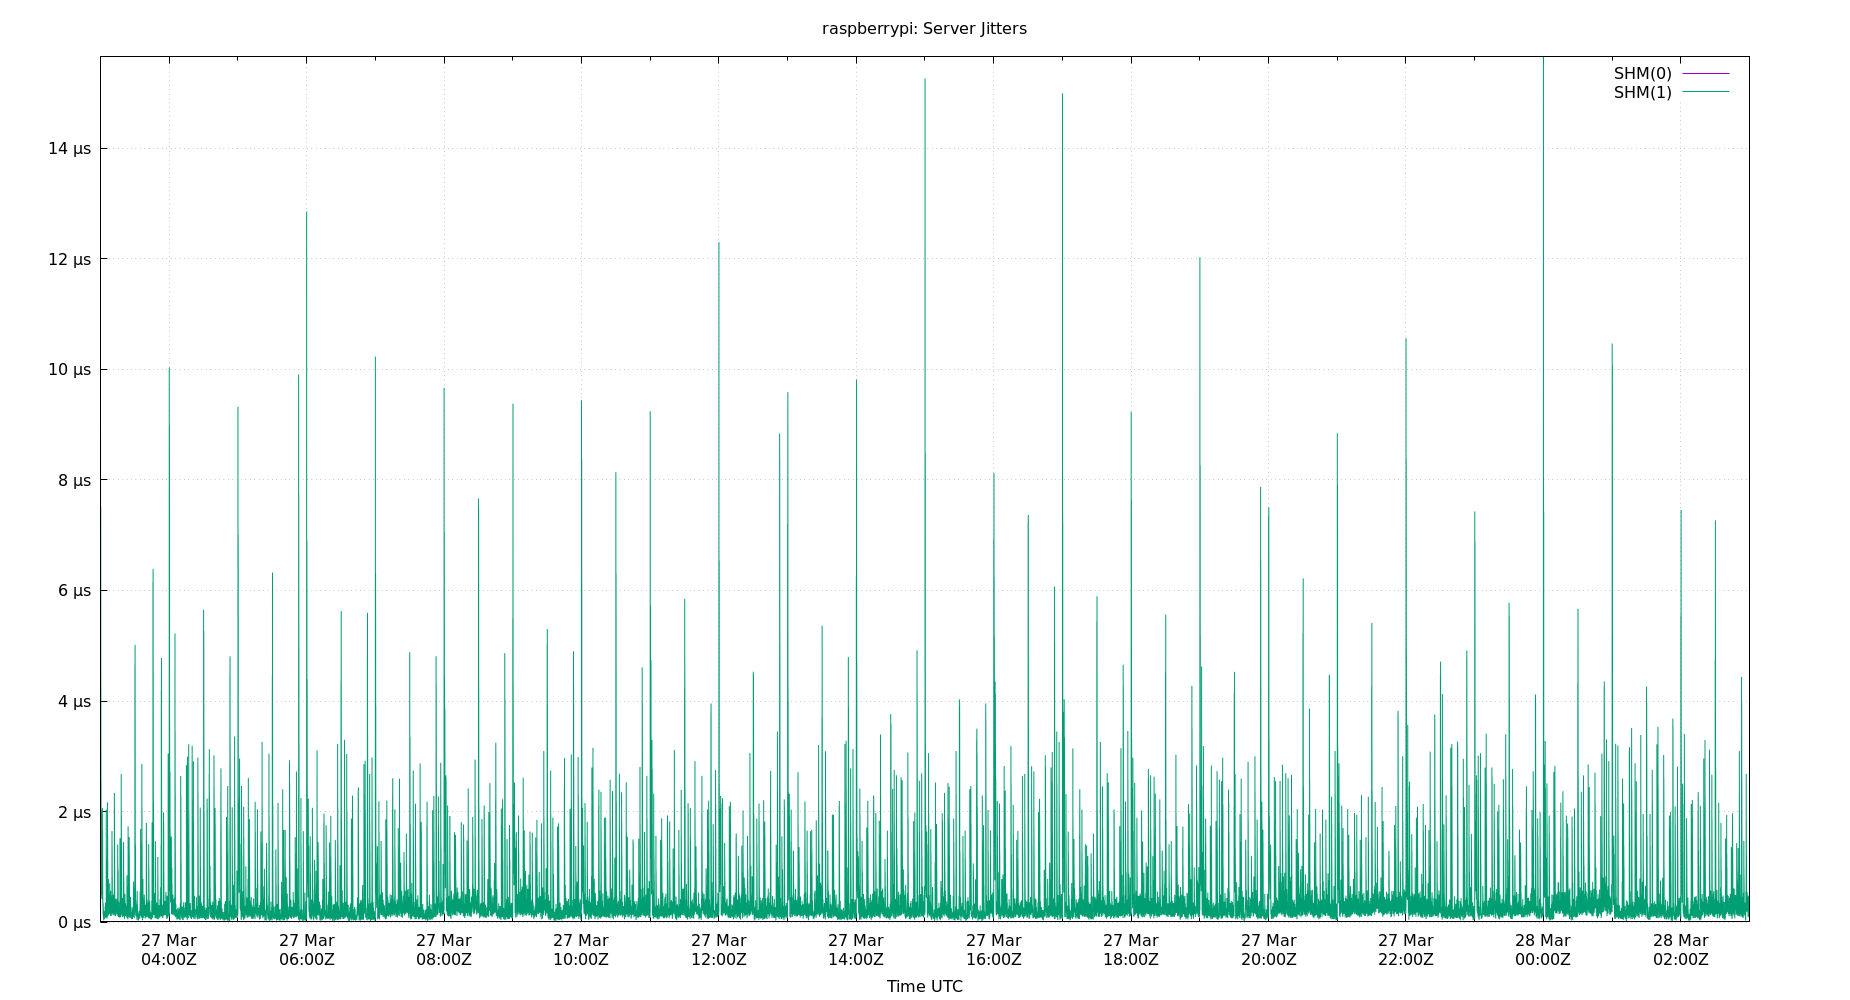 raspberrypi: Server Jitters
SHM(0)
SHM(1)
14 µs
12 µs
10 µs
8 µs
6 µs
4 µs
2 µs
0 µs
27 Mar 27 Mar 27 Mar 27 Mar 27 Mar 27 Mar 27 Mar 27 Mar 27 Mar 27 Mar 28 Mar 28 Mar
04:00Z 06:00Z 08:00Z 10:00Z 12:00Z 14:00Z 16:00Z 18:00Z 20:00Z 22:00Z 00:00Z 02:00Z
Time UTC